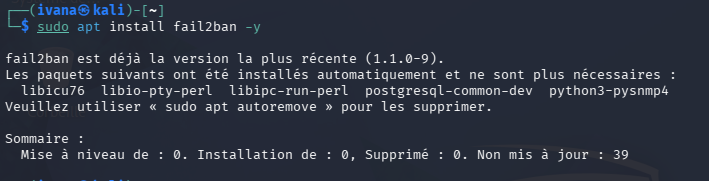 ┌──(ivana㉿kali)-[~]
└─$ sudo apt install fail2ban -y
fail2ban est déjà la version la plus récente (1.1.0-9).
Les paquets suivants ont été installés automatiquement et ne sont plus nécessaires :
  libicu76  libio-pty-perl  libipc-run-perl  postgresql-common-dev  python3-pysnmp4
Veuillez utiliser « sudo apt autoremove » pour les supprimer.
Sommaire :
  Mise à niveau de : 0. Installation de : 0, Supprimé : 0. Non mis à jour : 39